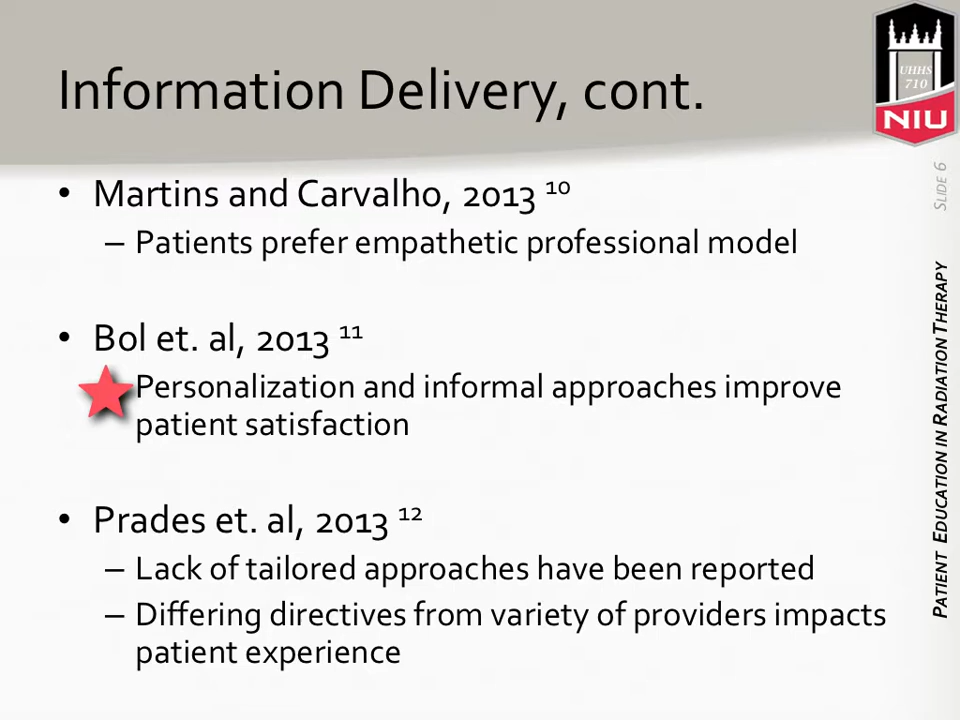 Information Delivery, cont.
UHHS
710
NIU
SLIDE 6
PATIENT EDUCATION IN RADIATION THERAPY
• Martins and Carvalho, 2013 ¹⁰
– Patients prefer empathetic professional model
• Bol et. al, 2013 ¹¹
Personalization and informal approaches improve
patient satisfaction
• Prades et. al, 2013 ¹²
– Lack of tailored approaches have been reported
– Differing directives from variety of providers impacts
patient experience